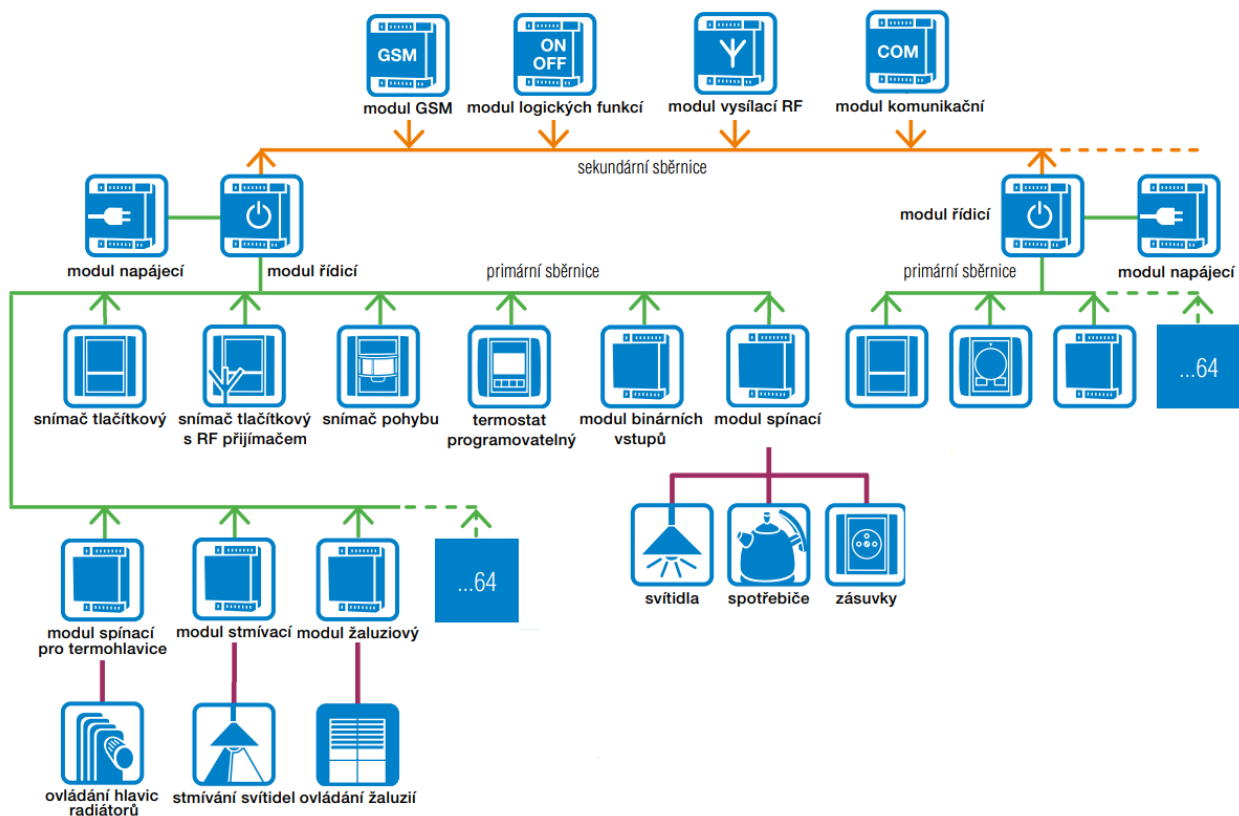 GSM
ON
OFF
COM
modul GSM
modul logických funkcí
modul vysílací RF
modul komunikační
sekundární sběrnice
modul řídicí
modul napájecí
modul řídicí
primární sběrnice
primární sběrnice
modul napájecí
snímač tlačítkový
snímač tlačítkový
s RF přijímačem
snímač pohybu
termostat
programovatelný
modul binárních
vstupů
modul spínací
...64
svítidla
spotřebiče
zásuvky
...64
modul spínací
pro termohlavice
modul stmívací
modul žaluziový
ovládání hlavic
radiátorů
stmívání svítidel
ovládání žaluzií